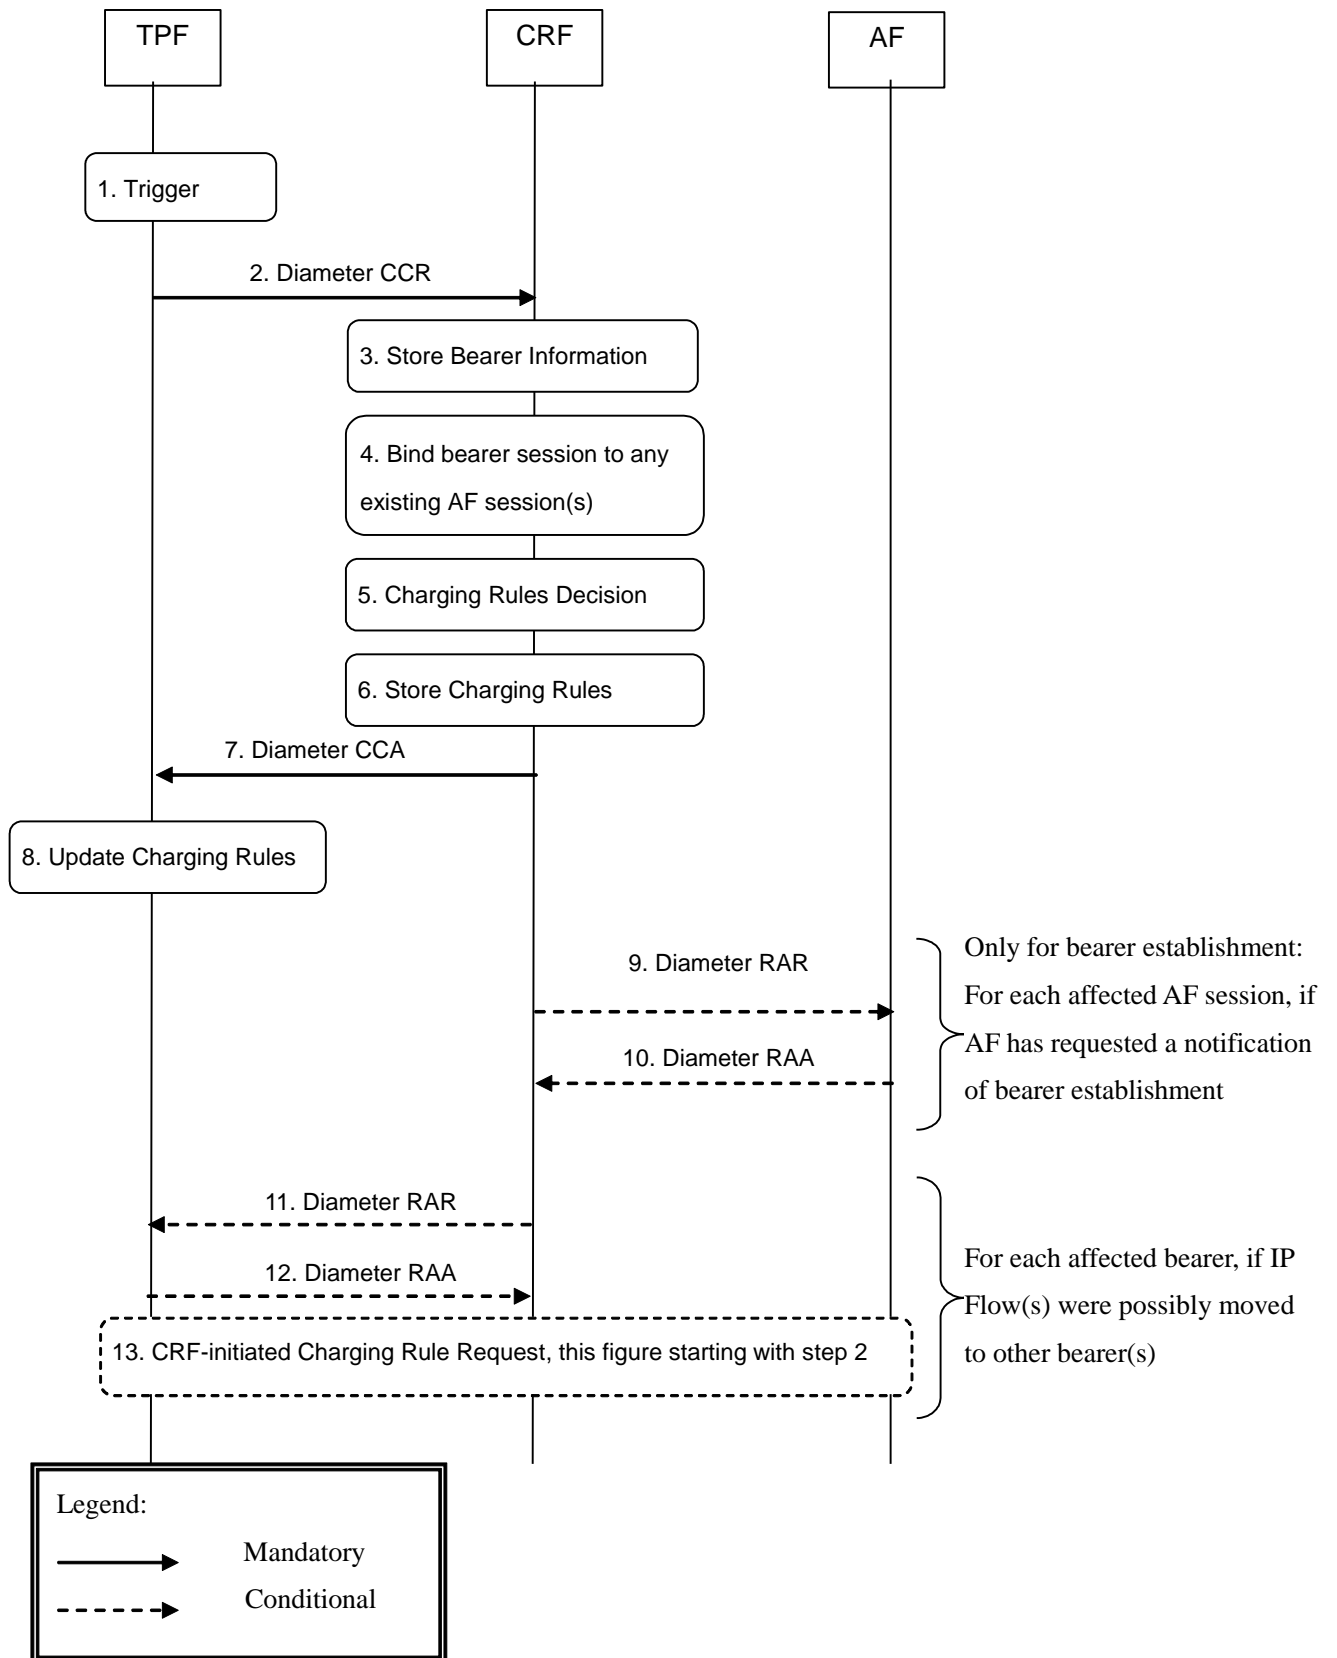 TPF
CRF
AF
1. Trigger
2. Diameter CCR
3. Store Bearer Information
4. Bind bearer session to any
existing AF session(s)
5. Charging Rules Decision
6. Store Charging Rules
7. Diameter CCA
8. Update Charging Rules
9. Diameter RAR
10. Diameter RAA
Only for bearer establishment:
For each affected AF session, if
AF has requested a notification
of bearer establishment
11. Diameter RAR
12. Diameter RAA
13. CRF-initiated Charging Rule Request, this figure starting with step 2
For each affected bearer, if IP
Flow(s) were possibly moved
to other bearer(s)
Legend:
Mandatory
Conditional